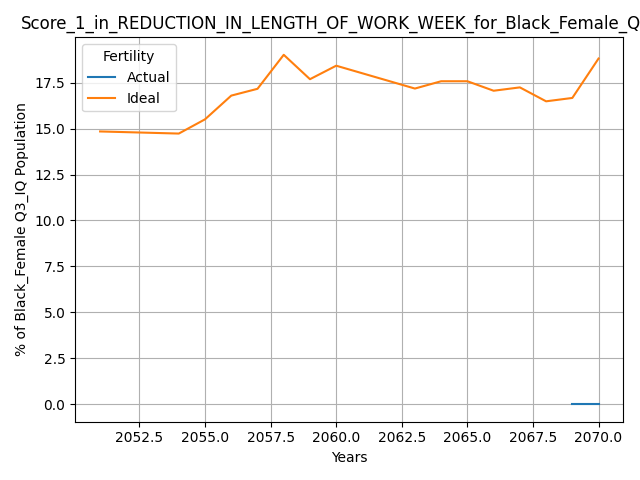 Score_1_in_REDUCTION_IN_LENGTH_OF_WORK_WEEK_for_Black_Female_Q
Fertility
Actual
Ideal
% of Black_Female Q3_IQ Population
17.5
15.0
12.5
10.0
7.5
5.0
2.5
0.0
2052.5 2055.0 2057.5 2060.0 2062.5 2065.0 2067.5 2070.0
Years